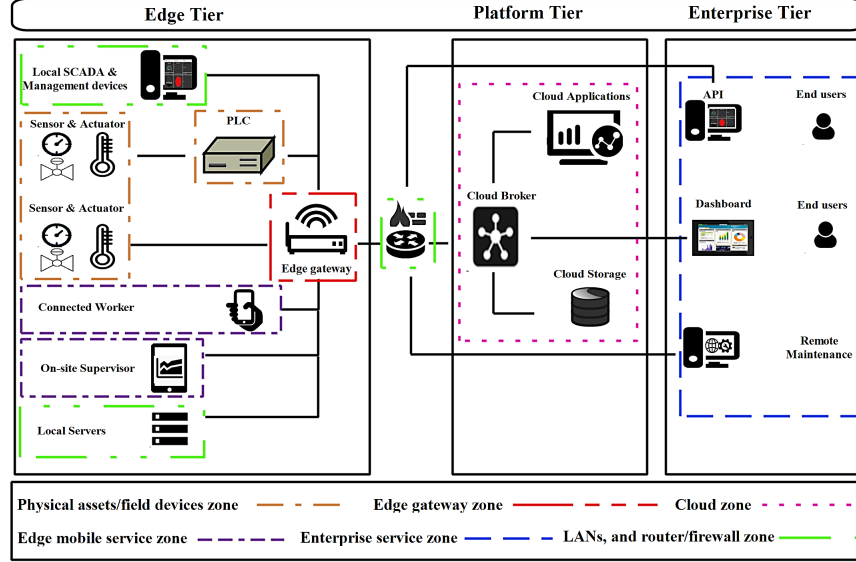 Edge Tier
Platform Tier
Enterprise Tier
Local SCADA &
Management devices
Sensor & Actuator
PLC
Sensor & Actuator
Edge gateway
Connected Worker
On-site Supervisor
Local Servers
Cloud Applications
Cloud Broker
Cloud Storage
API
End users
Dashboard
End users
Remote
Maintenance
Physical assets/field devices zone
Edge gateway zone
Cloud zone
Edge mobile service zone
Enterprise service zone
LANs, and router/firewall zone